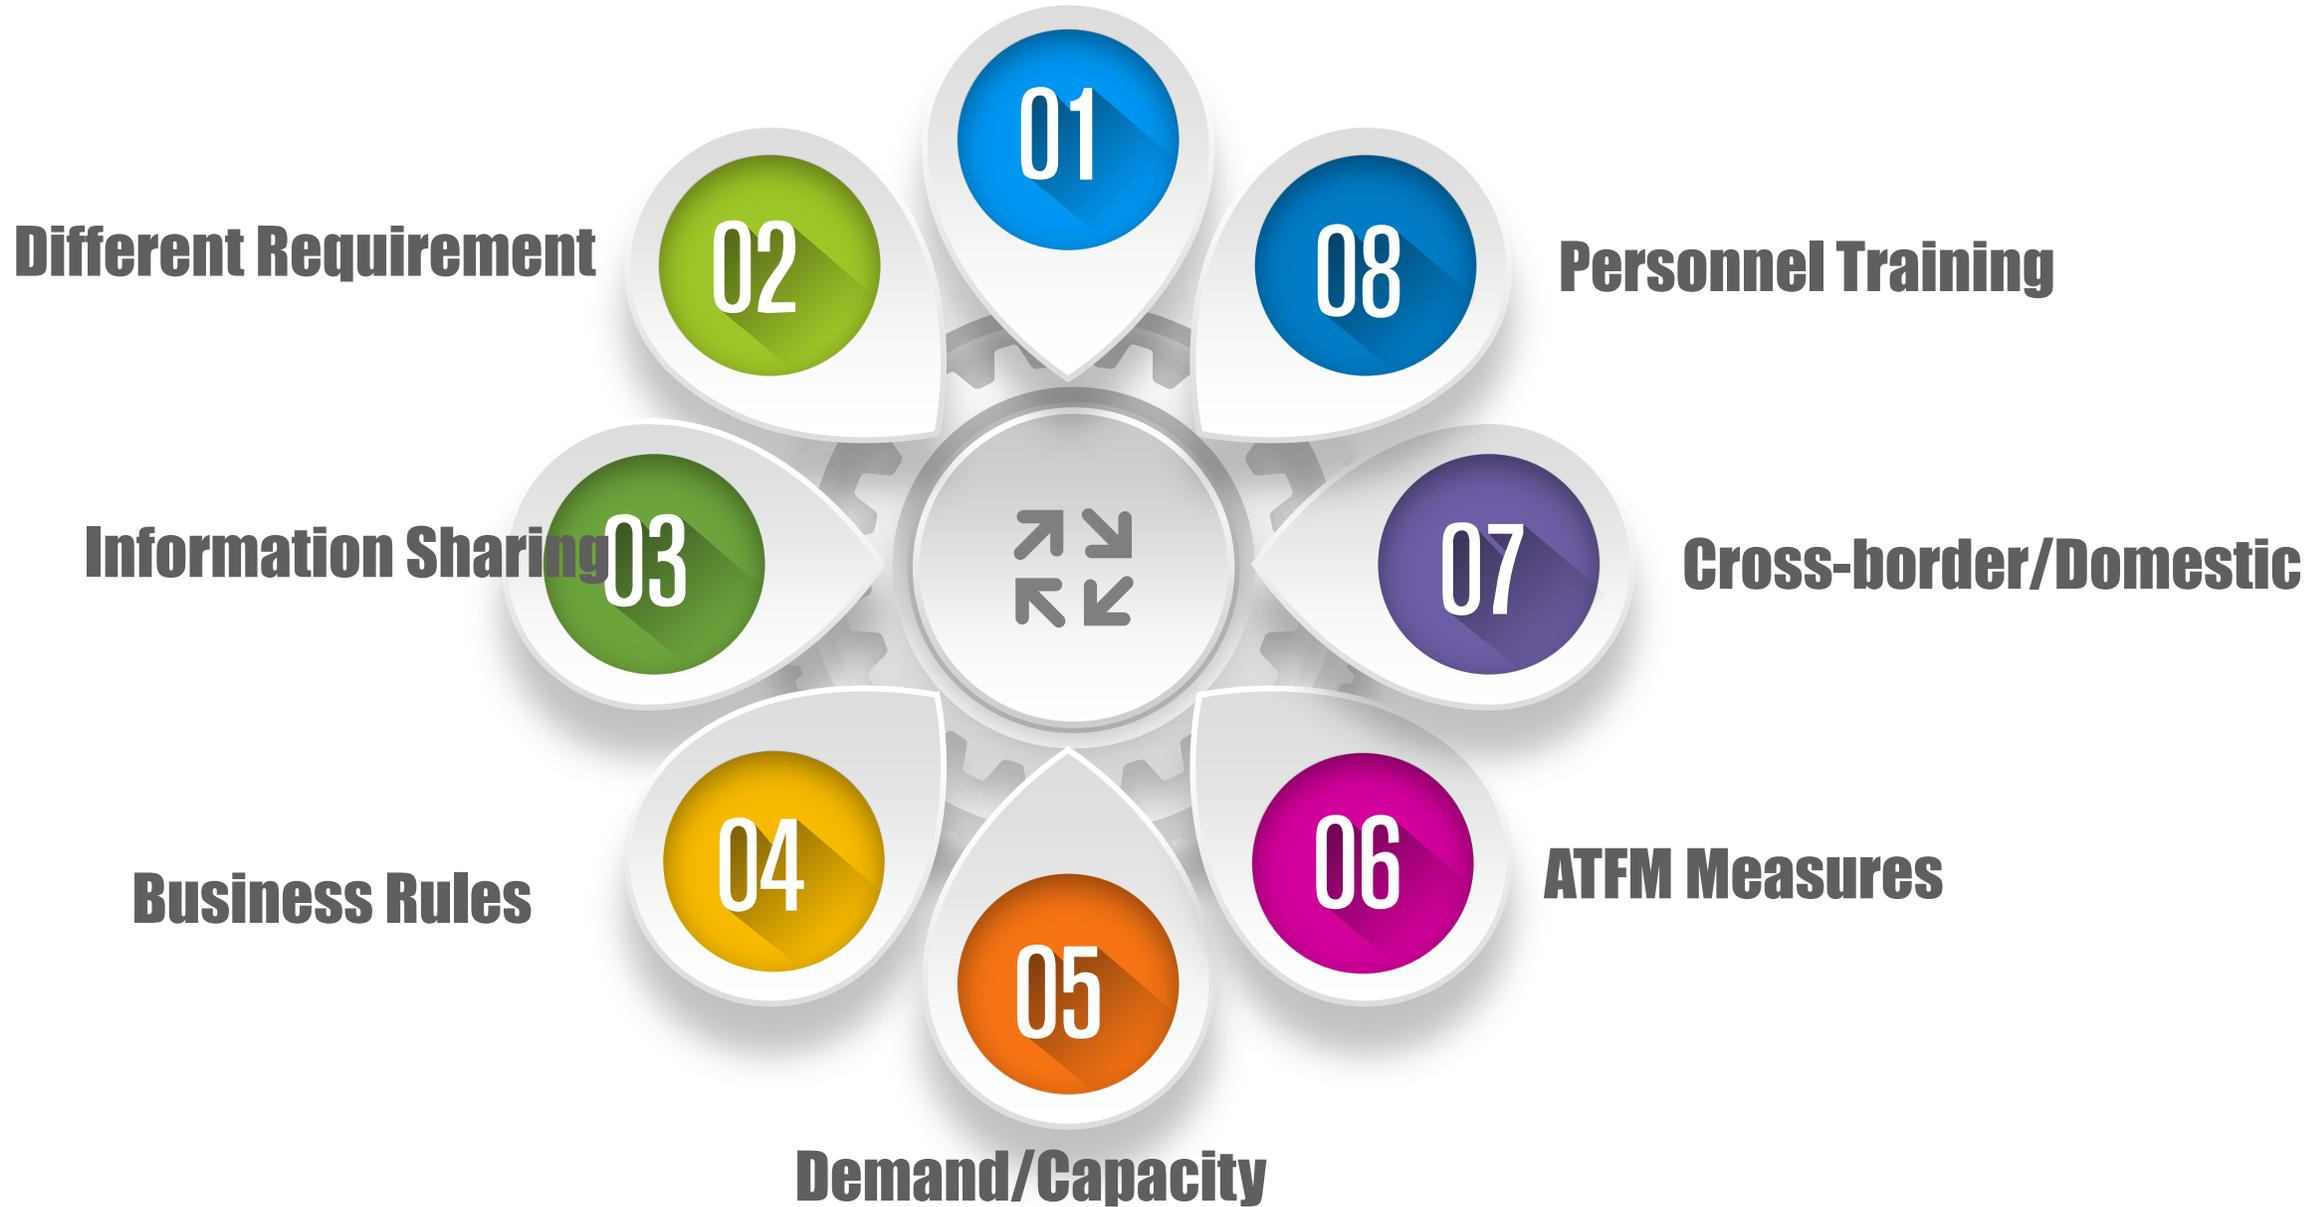 01
02
Different Requirement
08
Personnel Training
03
Information Sharing
07
Cross-border/Domestic
04
Business Rules
06
ATFM Measures
05
Demand/Capacity